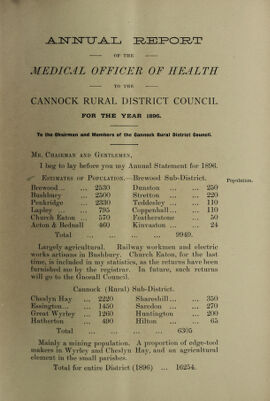 ANNUAL REPORT
OF THE
MEDICAL OFFICER OF HEALTH
TO THE
CANNOCK RURAL DISTRICT COUNCIL.
FOR THE YEAR 1896.
To the Chairman and Members of the Cannock Rural District Council.
MR. CHAIRMAN AND GENTLEMEN,
I beg to lay before you my Annual Statement for 1896.
ESTIMATES OF POPULATION.—Brewood Sub-District. Population.
Brewood ... ... 2530 Dunston ... 250
Bushbury ... 2500 Stretton ... 220
Penkridge ... 2330 Teddesley ... 110
Lapley ... 795 Coppenhall ... 110
Church Eaton ... 570 Featherstone ... 50
Acton & Bednall 460 Kinvaston ... 24
Total ... ... ... 9949.
Largely agricultural. Railway workmen and electric
works artisans in Bushbury. Church Eaton, for the last
time, is included in my statistics, as the returns have been
furnished me by the registrar. In future, such returns
will go to the Gnosall Council.
Cannock (Rural) Sub-District.
Cheslyn Hay ... 2220 Shareshill ... 350
Essington ... 1450 Saredon ... 270
Great Wyrley ... 1260 Huntington ... 200
Hatherton ... 490 Hilton ... 65
Total ... ... ... 6305
Mainly a mining population. A proportion of edge-tool
makers in Wyrley and Cheslyn Hay, and an agricultural
element in the small parishes.
Total for entire District (1896) ... 16254.